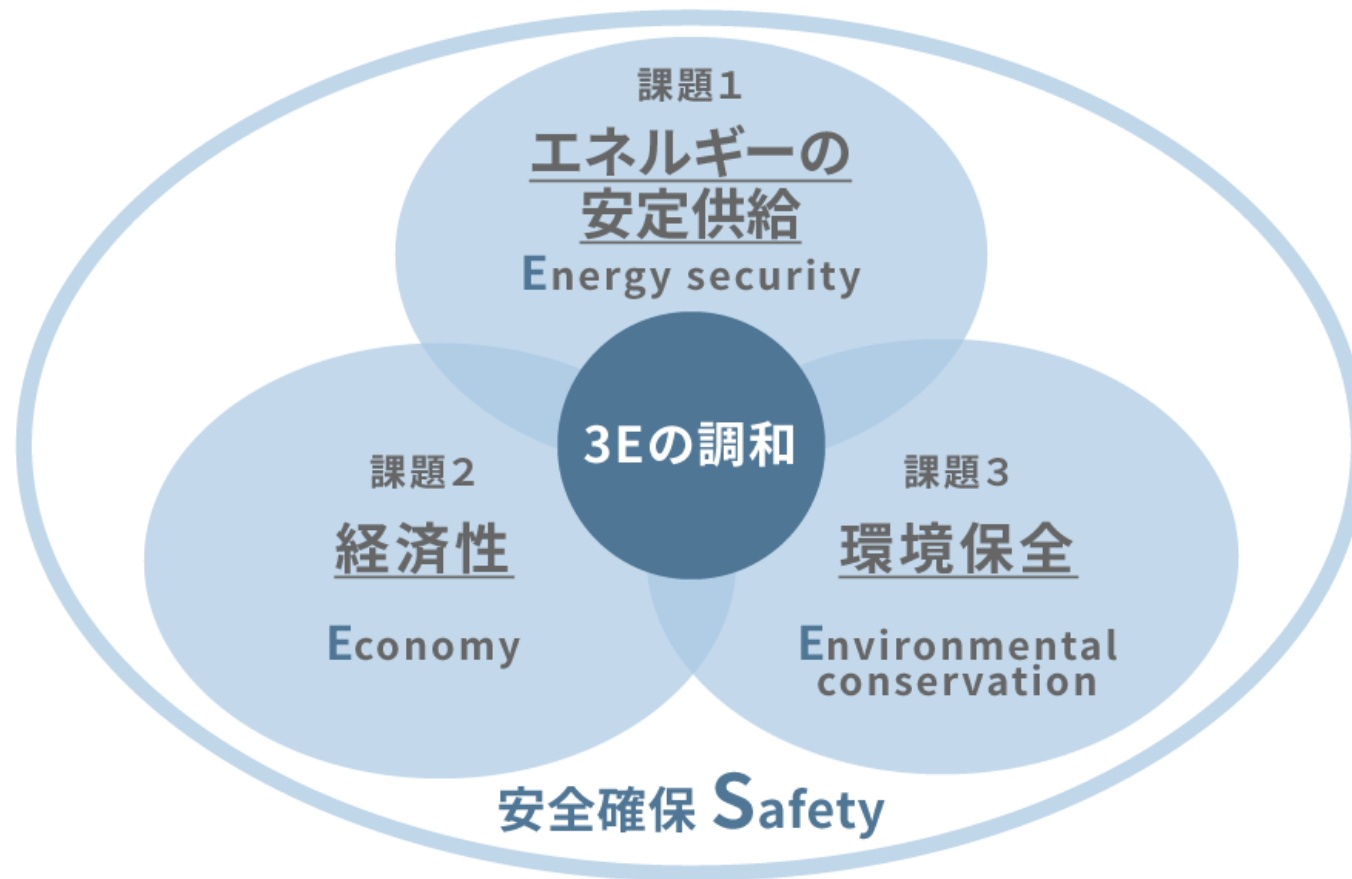 課題１
エネルギーの
安定供給
Energy security
3Eの調和
課題２
経済性
Economy
課題３
環境保全
Environmental
conservation
安全確保 Safety